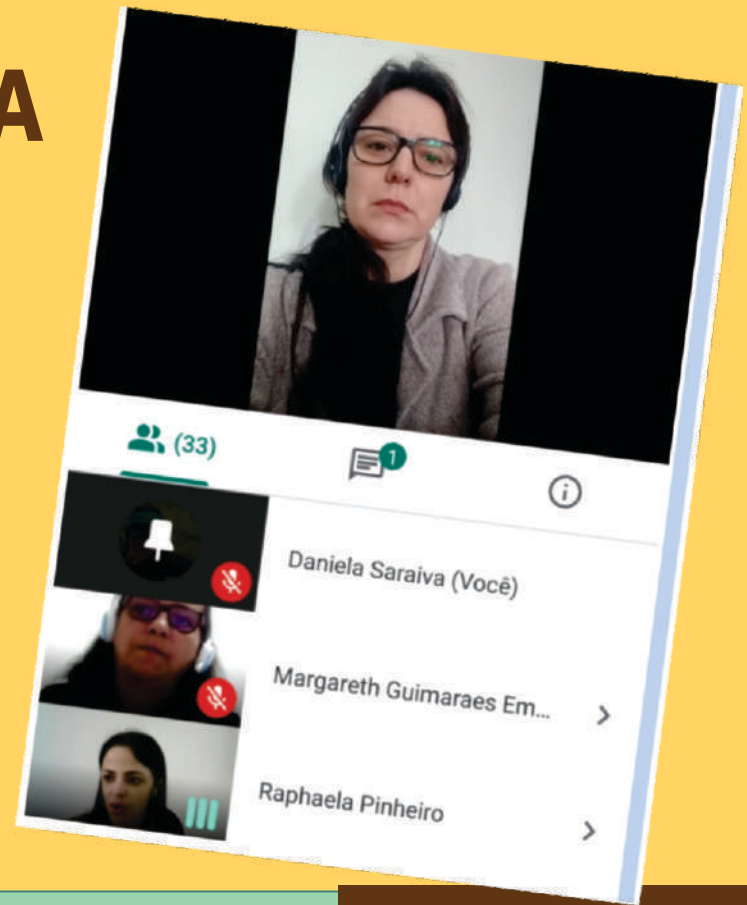 A
(33)
1
Daniela Saraiva (Você)
Margareth Guimaraes Em...
Raphaela Pinheiro